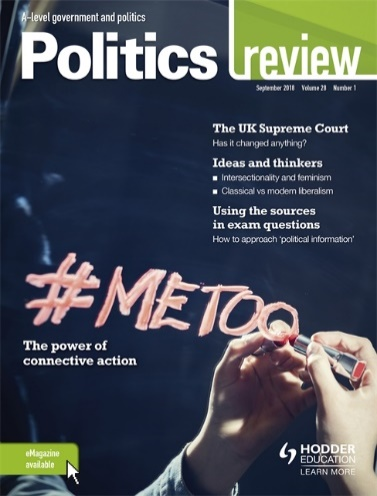 A-level government and politics
Politics review
September 2018 Volume 28 Number 1
The UK Supreme Court
Has it changed anything?
Ideas and thinkers
■ Intersectionality and feminism
■ Classical vs modern liberalism
Using the sources
in exam questions
How to approach ‘political information’
#METOO
The power of
connective action
eMagazine
available
HODDER
EDUCATION
LEARN MORE